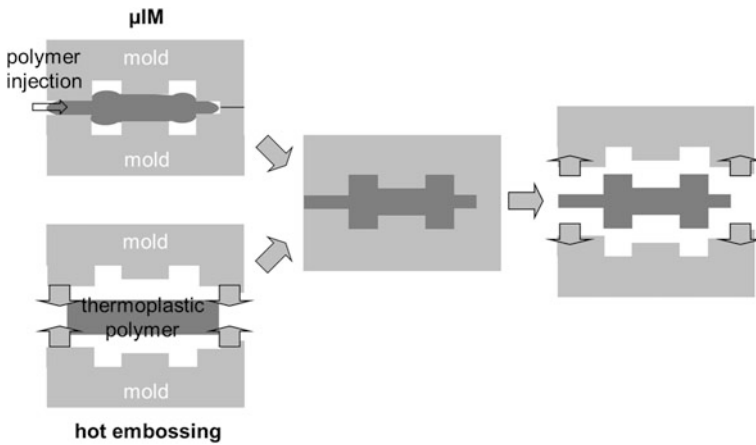 µIM
mold
polymer
injection
mold
mold
thermoplastic
polymer
mold
hot embossing